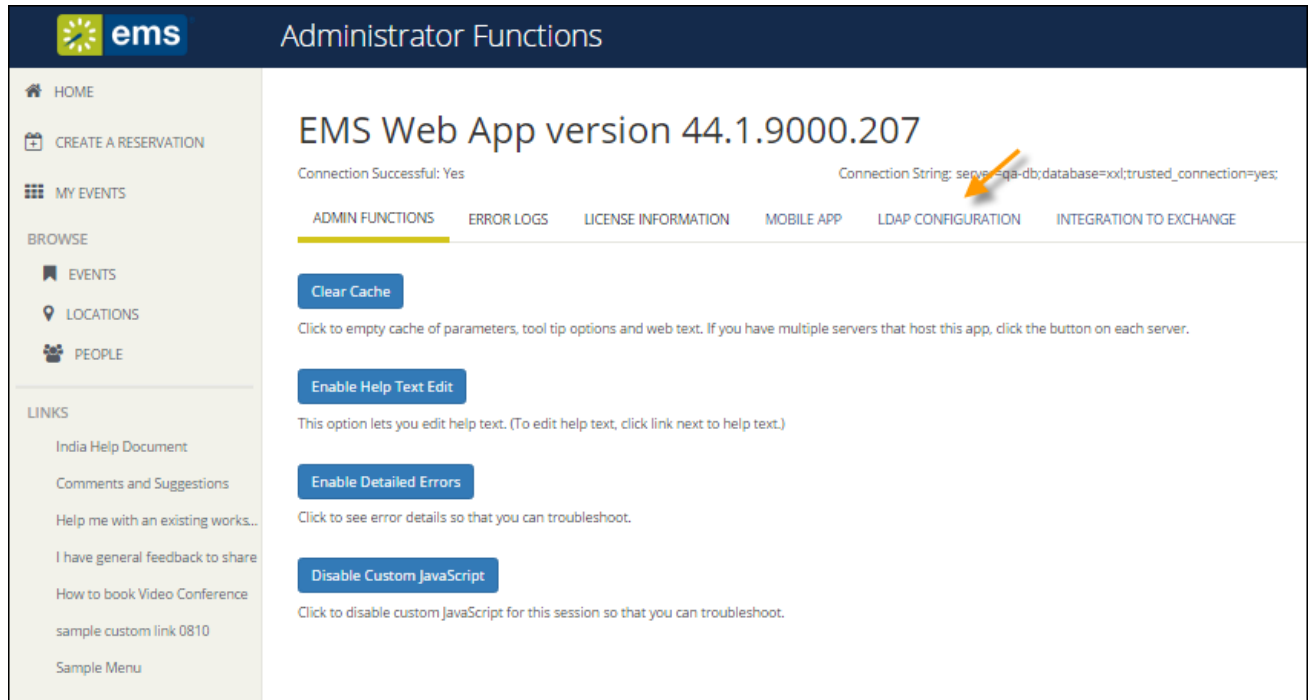 ems
Administrator Functions
HOME
CREATE A RESERVATION
MY EVENTS
BROWSE
EVENTS
LOCATIONS
PEOPLE
LINKS
India Help Document
Comments and Suggestions
Help me with an existing works...
I have general feedback to share
How to book Video Conference
sample custom link 0810
Sample Menu
EMS Web App version 44.1.9000.207
Connection Successful: Yes
Connection String: server=qa-db;database=xxl;trusted_connection=yes;
ADMIN FUNCTIONS ERROR LOGS LICENSE INFORMATION MOBILE APP LDAP CONFIGURATION INTEGRATION TO EXCHANGE
Clear Cache
Click to empty cache of parameters, tool tip options and web text. If you have multiple servers that host this app, click the button on each server.
Enable Help Text Edit
This option lets you edit help text. (To edit help text, click link next to help text.)
Enable Detailed Errors
Click to see error details so that you can troubleshoot.
Disable Custom JavaScript
Click to disable custom JavaScript for this session so that you can troubleshoot.